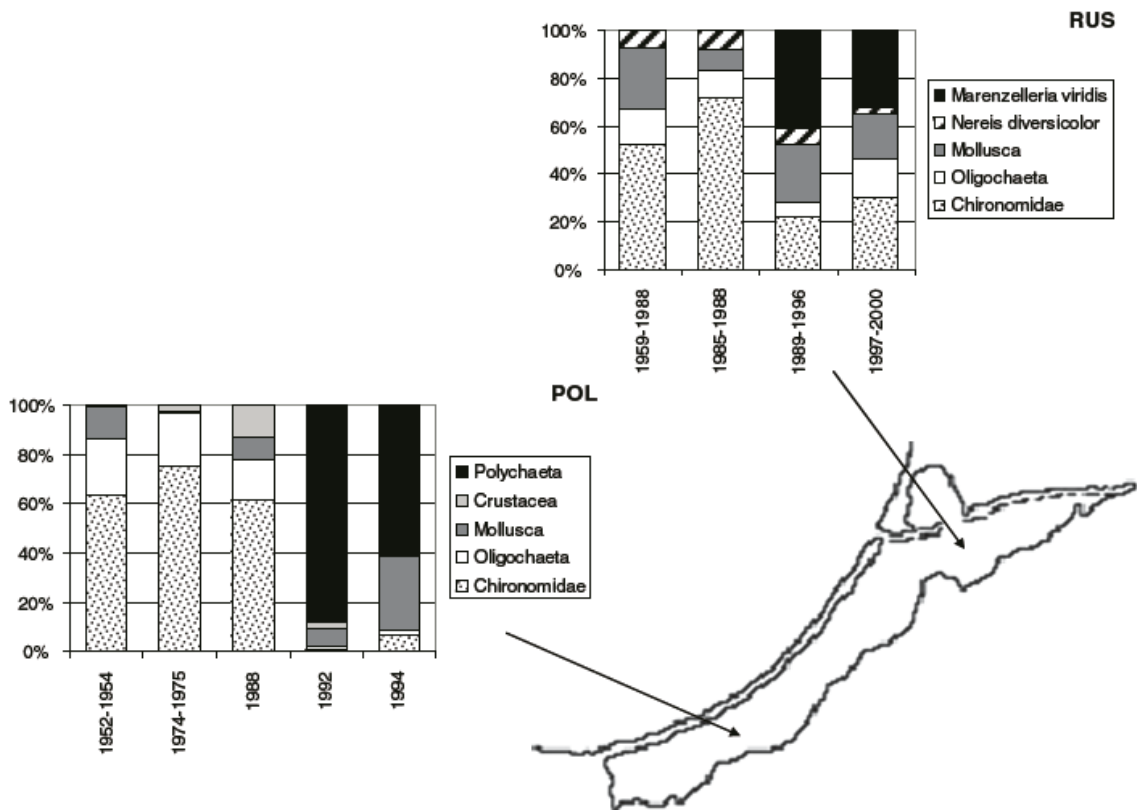 RUS
100%
80%
60%
40%
20%
0%
Marenzelleria viridis
Nereis diversicolor
Mollusca
Oligochaeta
Chironomidae
1959-1988
1985-1988
1989-1996
1997-2000
POL
100%
80%
60%
40%
20%
0%
Polychaeta
Crustacea
Mollusca
Oligochaeta
Chironomidae
1952-1954
1974-1975
1988
1992
1994